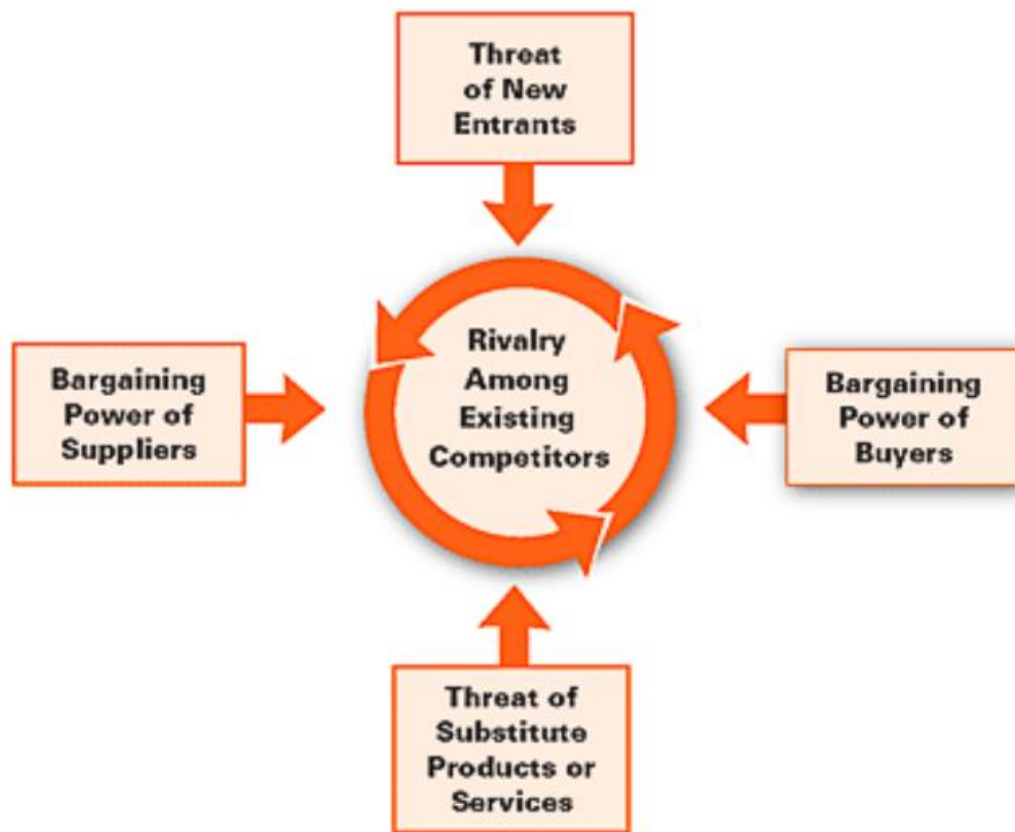 Threat
of New
Entrants
Bargaining
Power of
Suppliers
Rivalry
Among
Existing
Competitors
Bargaining
Power of
Buyers
Threat of
Substitute
Products or
Services